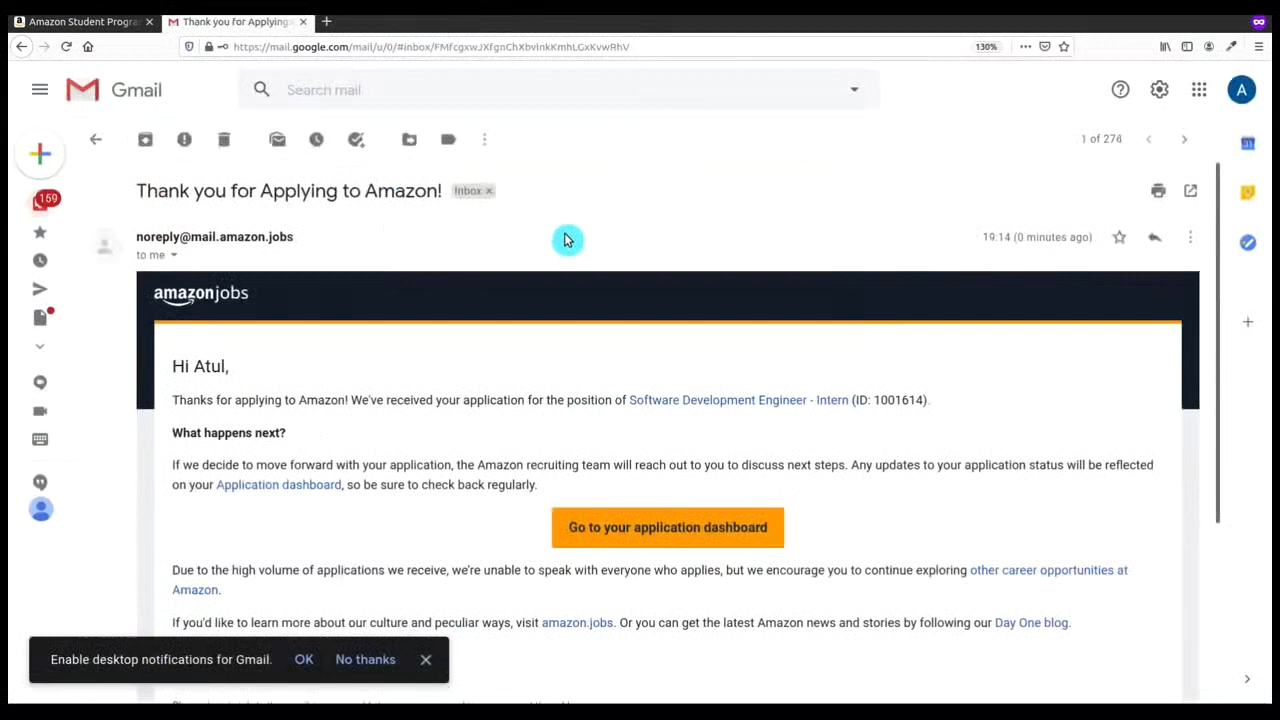 Amazon Student Progra
Thank you for Applying
https://mail.google.com/mail/u/0/#inbox/FMfcgxwJXfgnChXbvlnkKmhLGxKvwRhV
130%
Gmail
Search mail
A
1 of 274
31
159
Thank you for Applying to Amazon!
Inbox
noreply@mail.amazon.jobs
19:14 (0 minutes ago)
to me
amazonjobs
Hi Atul,
Thanks for applying to Amazon! We've received your application for the position of Software Development Engineer - Intern (ID: 1001614).
What happens next?
If we decide to move forward with your application, the Amazon recruiting team will reach out to you to discuss next steps. Any updates to your application status will be reflected
on your Application dashboard, so be sure to check back regularly.
Go to your application dashboard
Due to the high volume of applications we receive, we're unable to speak with everyone who applies, but we encourage you to continue exploring other career opportunities at
Amazon.
If you'd like to learn more about our culture and peculiar ways, visit amazon.jobs. Or you can get the latest Amazon news and stories by following our Day One blog.
Enable desktop notifications for Gmail. OK No thanks